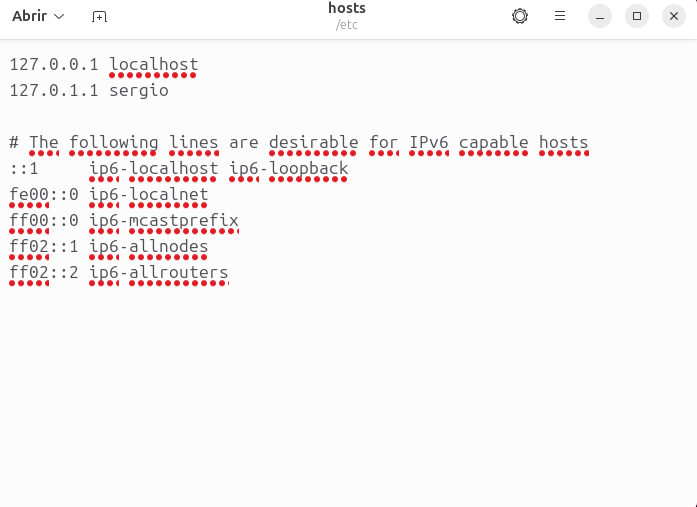 Abrir
hosts
/etc
127.0.0.1 localhost
127.0.1.1 sergio
# The following lines are desirable for IPv6 capable hosts
::1     ip6-localhost ip6-loopback
fe00::0 ip6-localnet
ff00::0 ip6-mcastprefix
ff02::1 ip6-allnodes
ff02::2 ip6-allrouters